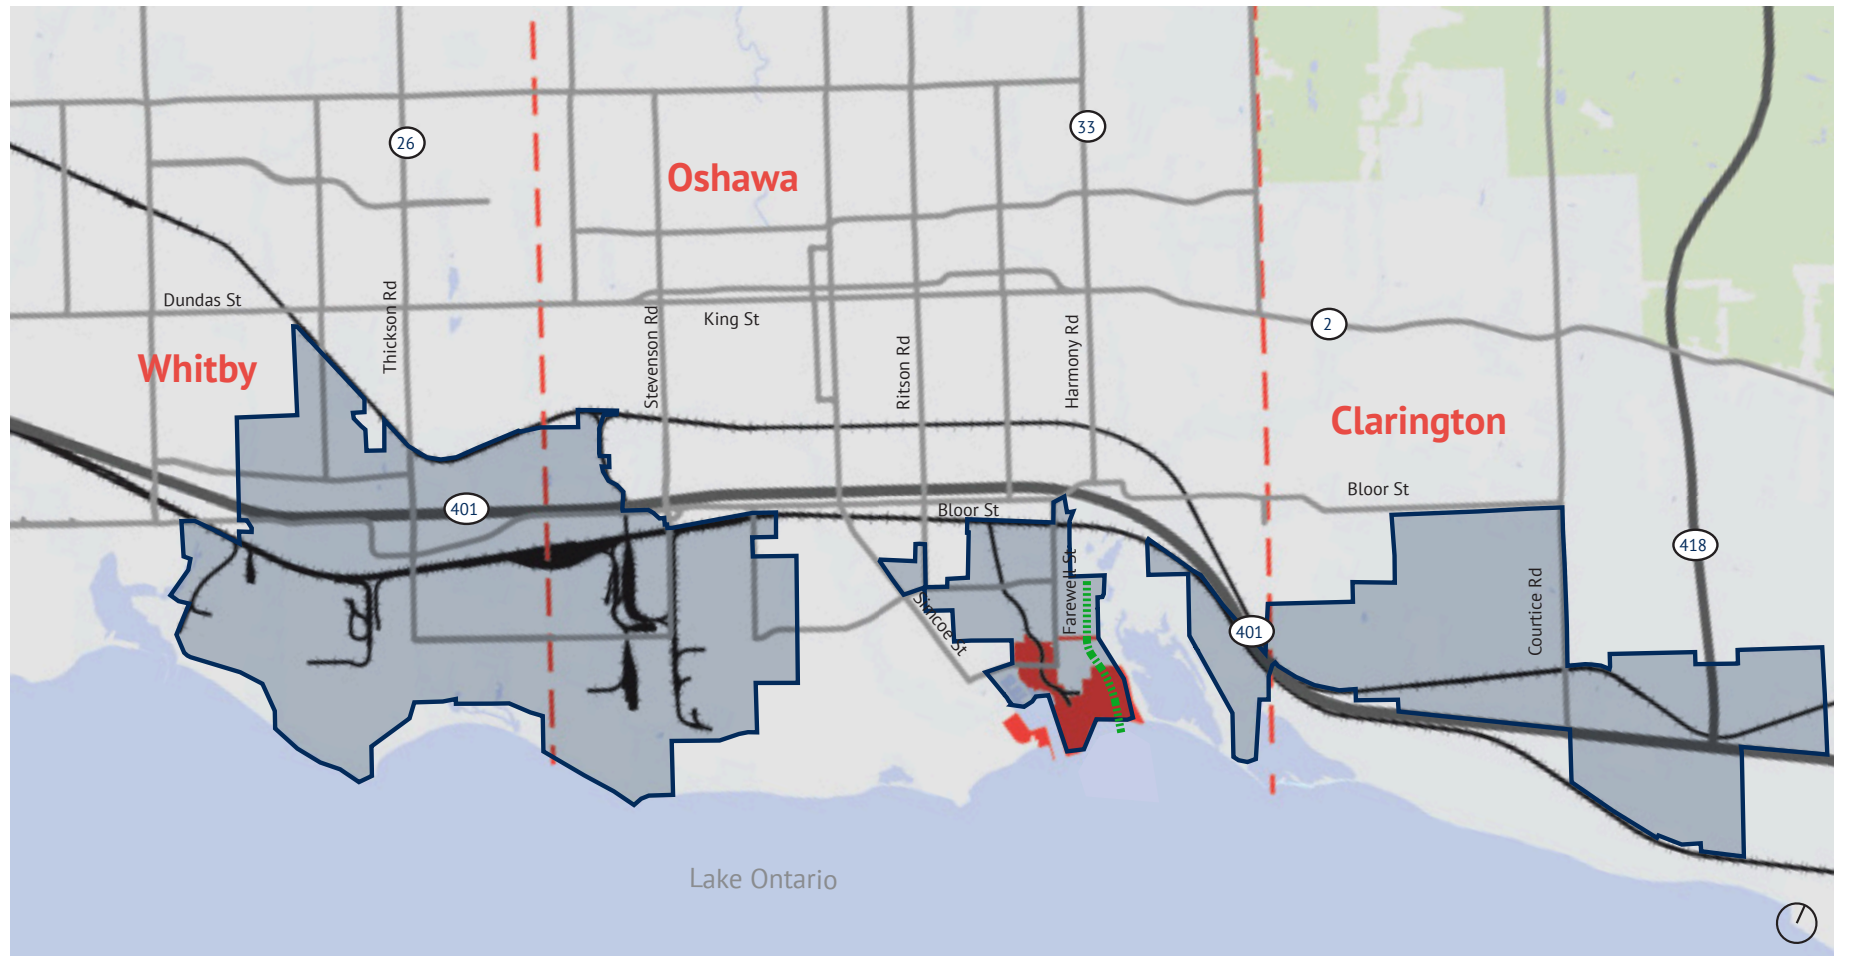 33
26
Oshawa
Dundas St
Thickson Rd
King St
Stevenson Rd
Ritson Rd
Harmony Rd
2
Whitby
Clarington
Bloor St
401
Bloor St
418
Farewell St
Simcoe St
Courtice Rd
401
Lake Ontario